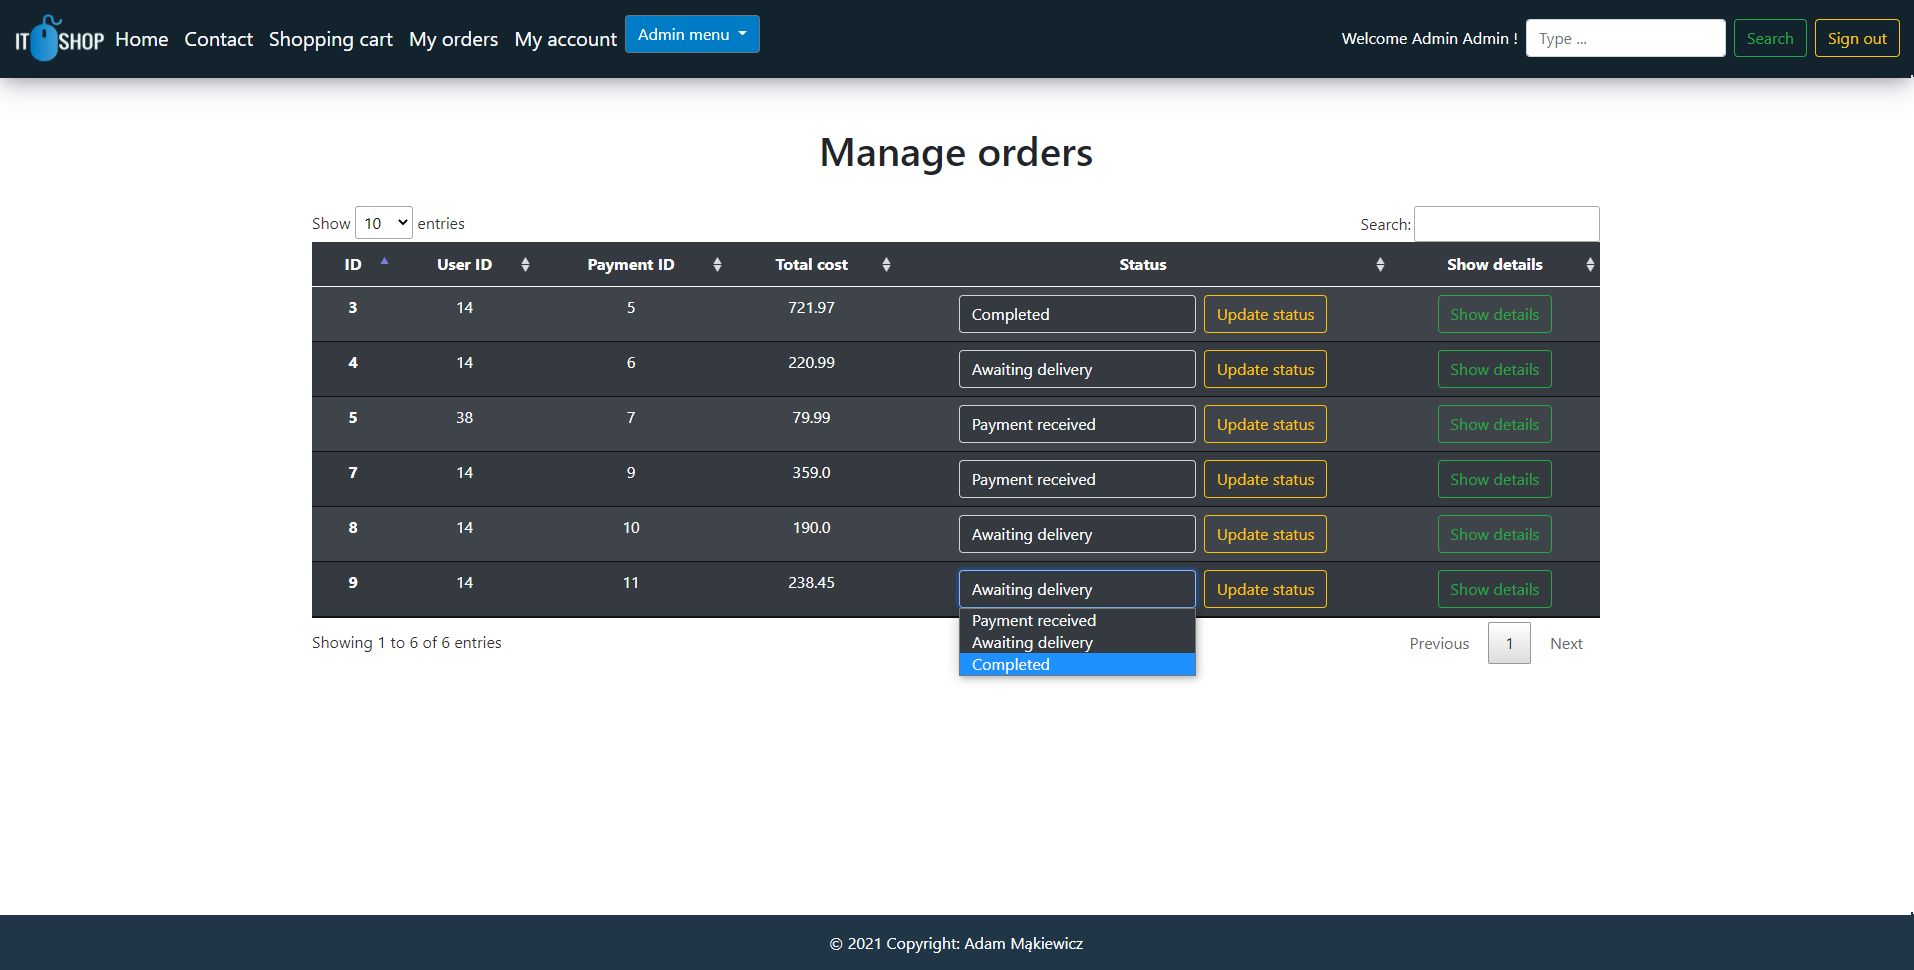 IT SHOP Home Contact Shopping cart My orders My account Admin menu Welcome Admin Admin ! Type ... Search Sign out
Manage orders
Show 10 entries Search:
ID User ID Payment ID Total cost Status Show details
3 14 5 721.97 Completed Update status Show details
4 14 6 220.99 Awaiting delivery Update status Show details
5 38 7 79.99 Payment received Update status Show details
7 14 9 359.0 Payment received Update status Show details
8 14 10 190.0 Awaiting delivery Update status Show details
9 14 11 238.45 Awaiting delivery Update status Show details
Payment received
Awaiting delivery
Completed
Showing 1 to 6 of 6 entries Previous 1 Next
© 2021 Copyright: Adam Mąkiewicz